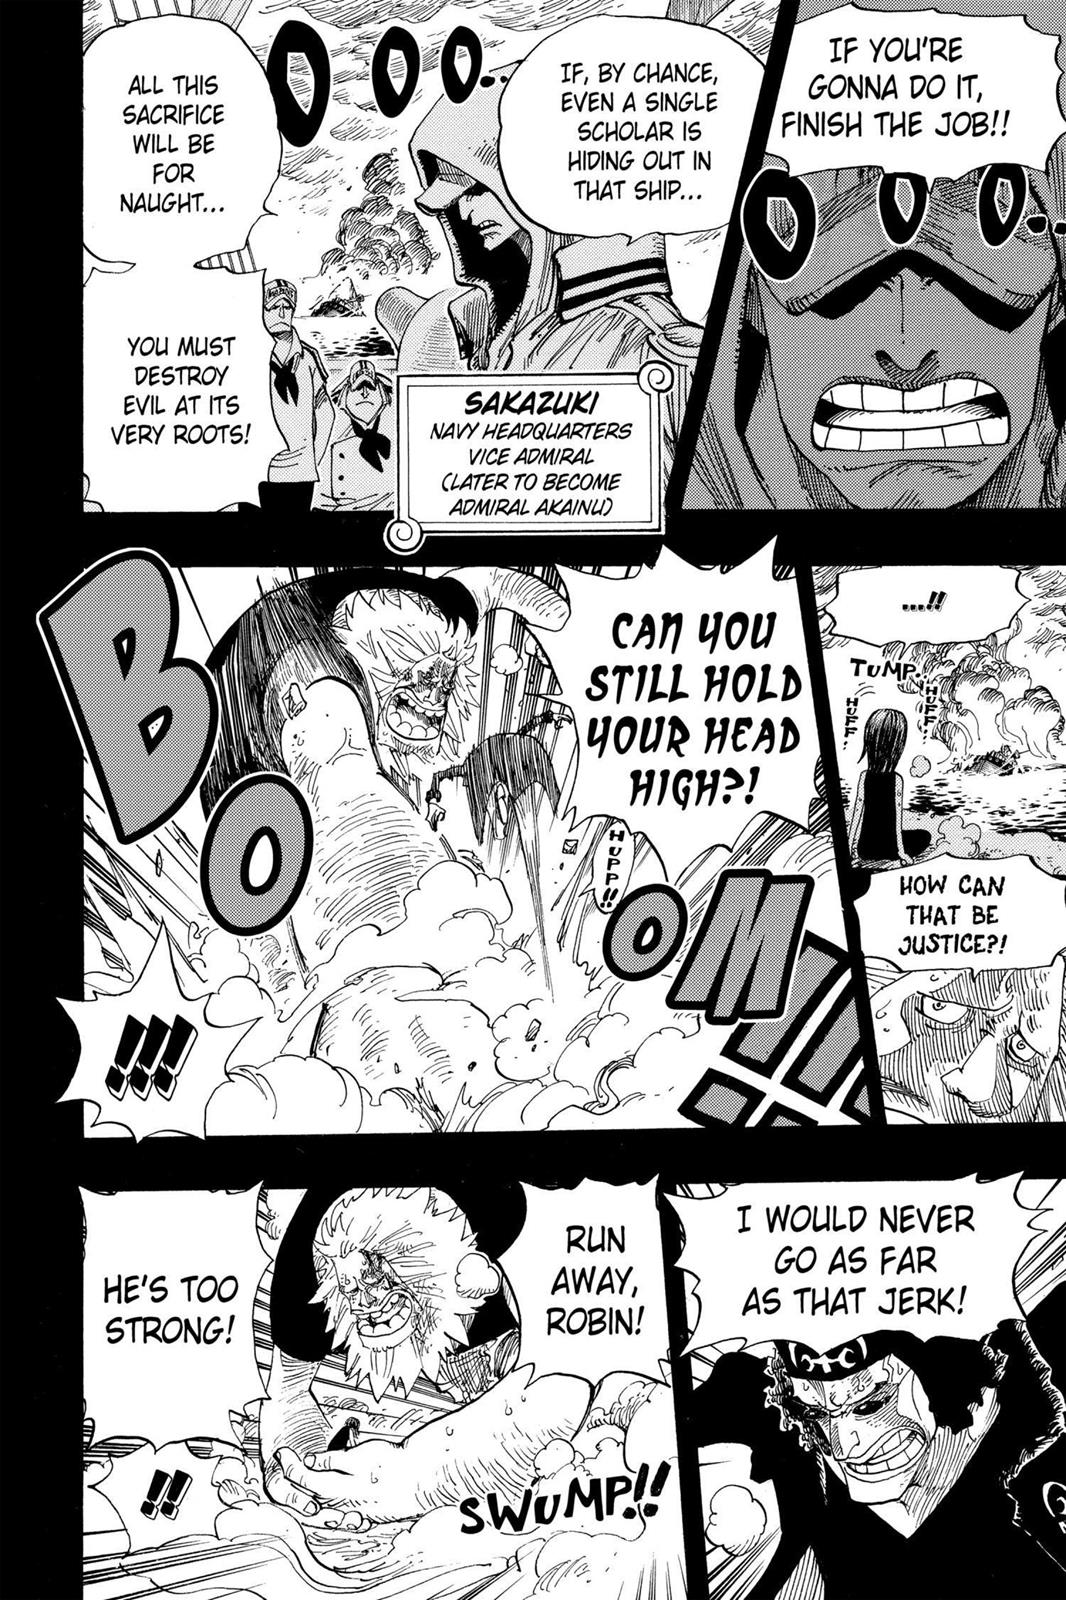 IF YOU'RE
GONNA DO IT,
FINISH THE JOB!!
OOO...
IF, BY CHANCE,
EVEN A SINGLE
SCHOLAR IS
HIDING OUT IN
THAT SHIP...
OOO...
ALL THIS
SACRIFICE
WILL BE
FOR
NAUGHT...
YOU MUST
DESTROY
EVIL AT ITS
VERY ROOTS!
SAKAZUKI
NAVY HEADQUARTERS
VICE ADMIRAL
(LATER TO BECOME
ADMIRAL AKAINU)
...!!
TUMP..
HUFF
HUFF..
HOW CAN
THAT BE
JUSTICE?!
CAN YOU
STILL HOLD
YOUR HEAD
HIGH?!
HUPP!!
BOOM!!
!!!
I WOULD NEVER
GO AS FAR
AS THAT JERK!
RUN
AWAY,
ROBIN!
HE'S TOO
STRONG!
SWUMP!!
!!